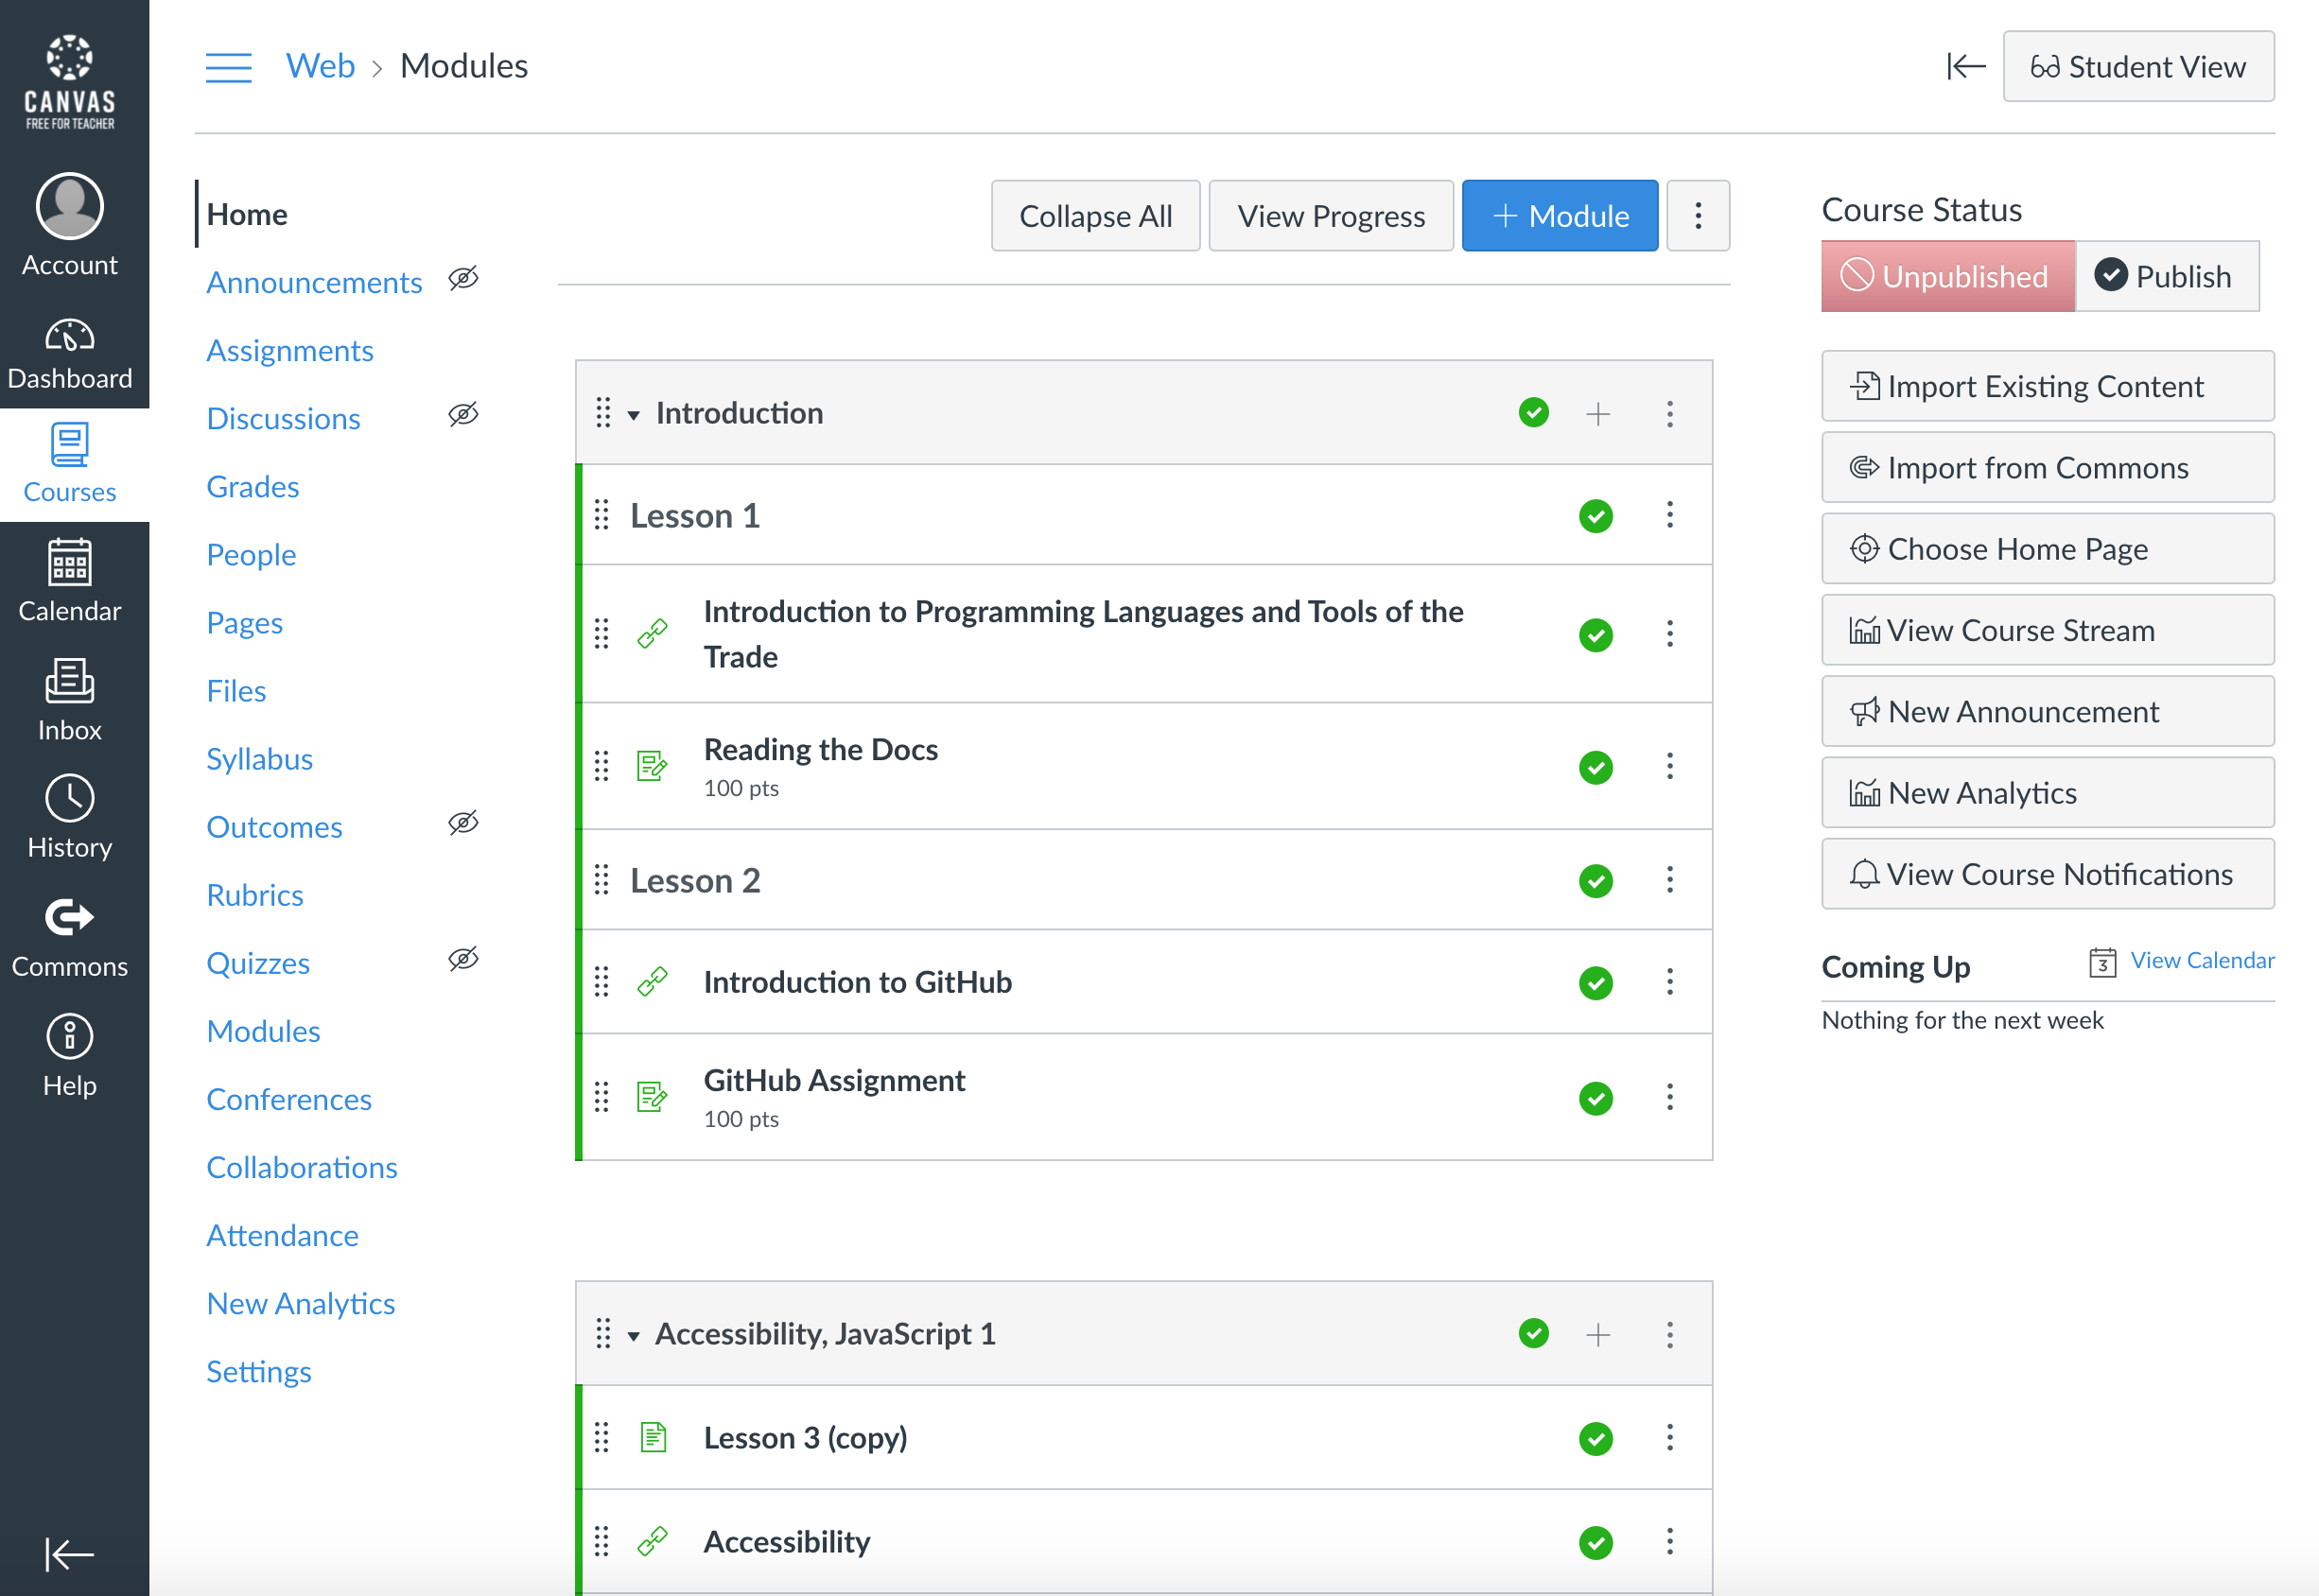 CANVAS
FREE FOR TEACHER
Account
Dashboard
Courses
Calendar
Inbox
History
Commons
Help
Web > Modules
Student View
Home
Announcements
Assignments
Discussions
Grades
People
Pages
Files
Syllabus
Outcomes
Rubrics
Quizzes
Modules
Conferences
Collaborations
Attendance
New Analytics
Settings
Collapse All
View Progress
+ Module
Introduction
Lesson 1
Introduction to Programming Languages and Tools of the
Trade
Reading the Docs
100 pts
Lesson 2
Introduction to GitHub
GitHub Assignment
100 pts
Accessibility, JavaScript 1
Lesson 3 (copy)
Accessibility
Course Status
Unpublished
Publish
Import Existing Content
Import from Commons
Choose Home Page
View Course Stream
New Announcement
New Analytics
View Course Notifications
Coming Up
3
View Calendar
Nothing for the next week